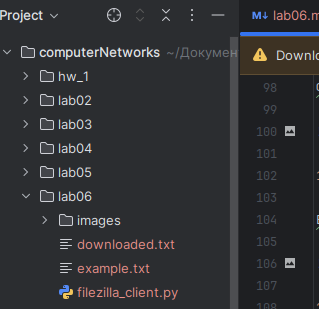 Project
lab06.m
Downlo
computerNetworks ~/Докумен
hw_1
lab02
lab03
lab04
lab05
lab06
images
downloaded.txt
example.txt
filezilla_client.py
98
99
100
101
102
103
104
105
106
107
108